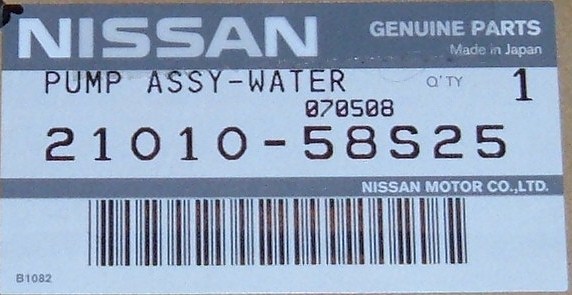 NISSAN
GENUINE PARTS
Made in Japan
PUMP ASSY-WATER Q'TY 1
070508
21010-58S25
NISSAN MOTOR CO.,LTD.
B1082